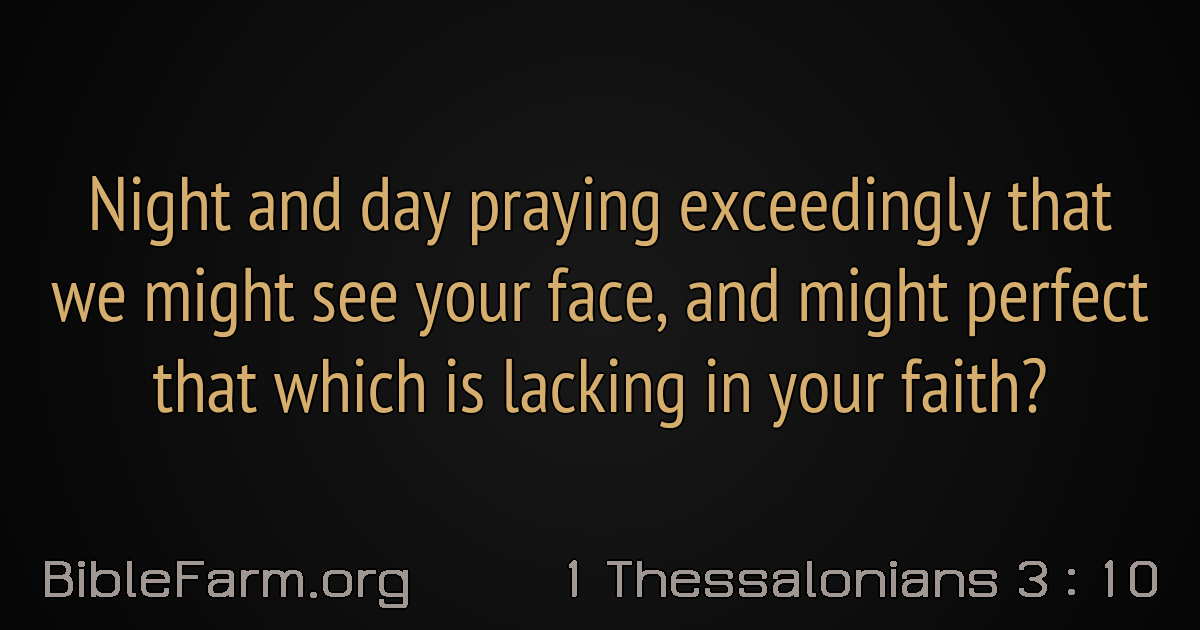 Night and day praying exceedingly that
we might see your face, and might perfect
that which is lacking in your faith?
BibleFarm.org
1 Thessalonians 3 : 10